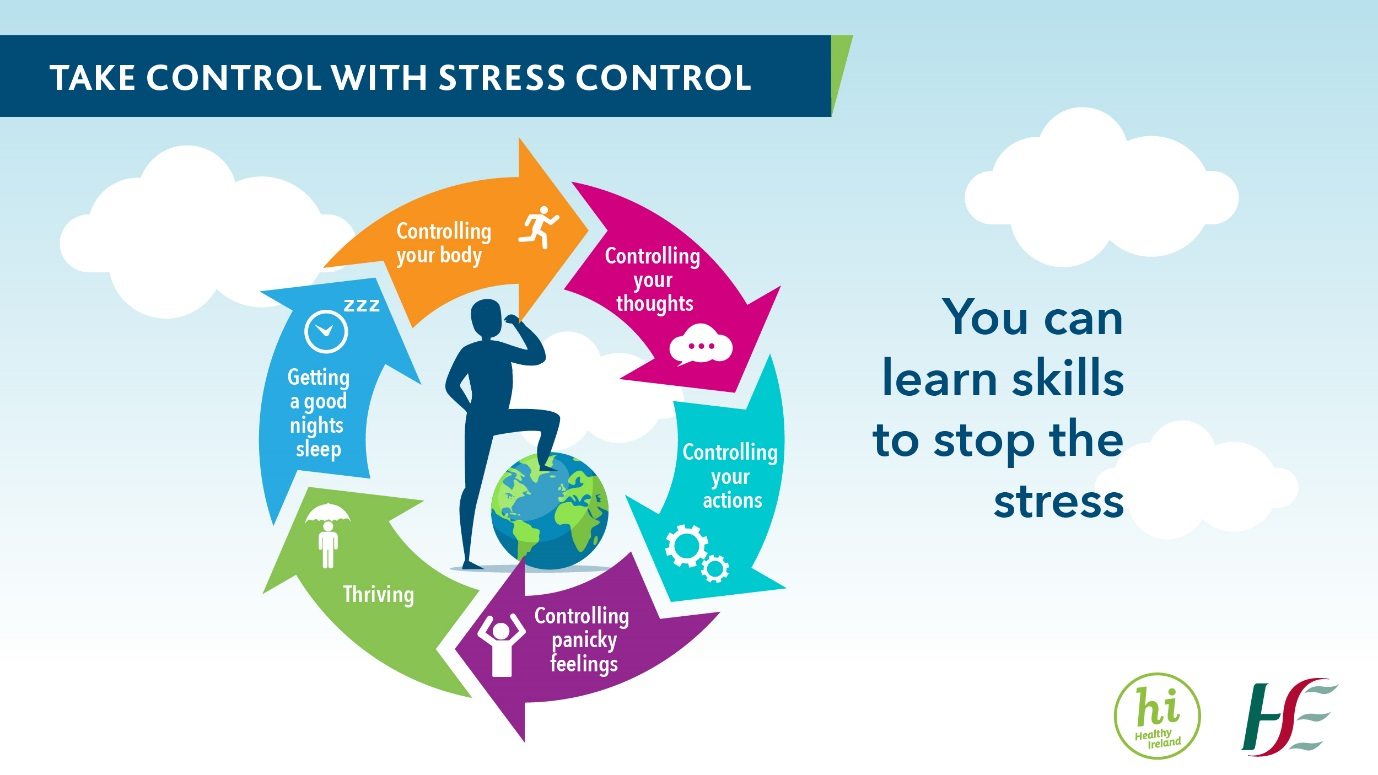 TAKE CONTROL WITH STRESS CONTROL
Controlling
your body
Controlling
your
thoughts
Controlling
your
actions
Controlling
panicky
feelings
Thriving
Getting
a good
nights
sleep
zzz
You can
learn skills
to stop the
stress
hi
Healthy
Ireland
HSE